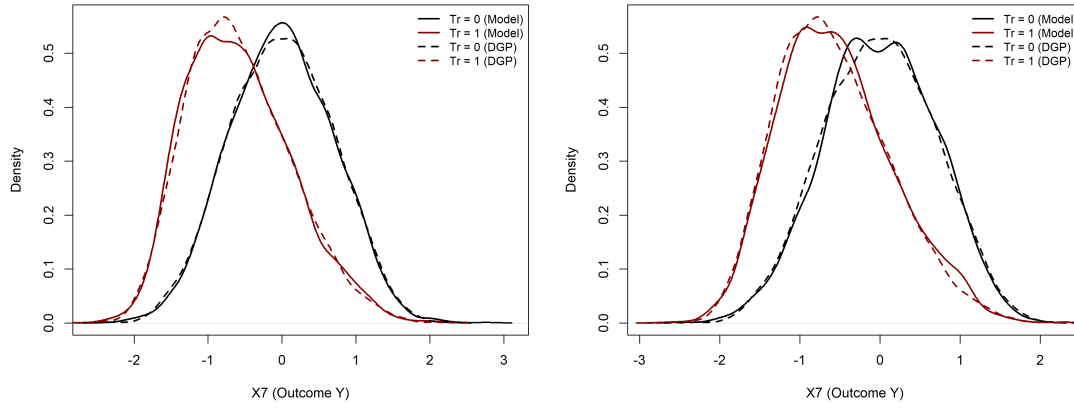 Tr = 0 (Model)
Tr = 1 (Model)
Tr = 0 (DGP)
Tr = 1 (DGP)
Density
0.5
0.4
0.3
0.2
0.1
0.0
-2 -1 0 1 2 3
X7 (Outcome Y)
Tr = 0 (Model)
Tr = 1 (Model)
Tr = 0 (DGP)
Tr = 1 (DGP)
Density
0.5
0.4
0.3
0.2
0.1
0.0
-3 -2 -1 0 1 2
X7 (Outcome Y)